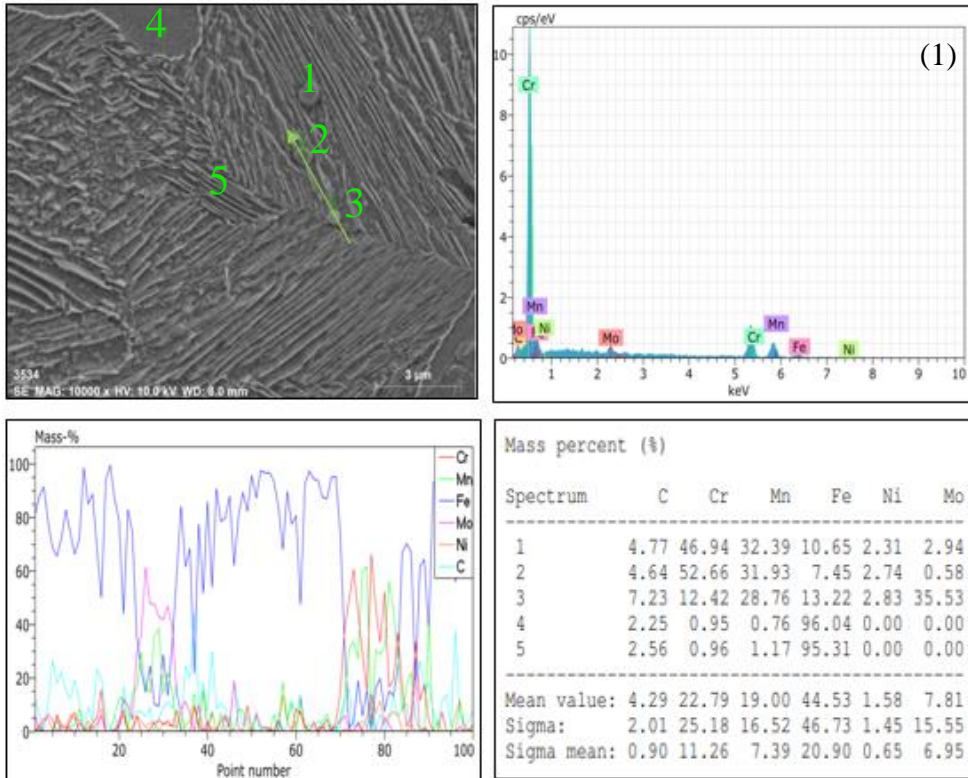 4
1
2
5
3
3534
SE MAG: 10000 x HV: 10.0 kV WD: 8.0 mm
3 µm
cps/eV
(1)
10
8
6
4
2
0
Cr
Mn
Ni
Mo
Cr
Mn
Fe
Ni
1 2 3 4 5 6 7 8 9 10
keV
Mass-%
100
80
60
40
20
0
Cr
Mn
Fe
Mo
Ni
C
20 40 60 80 100
Point number
Mass percent (%)
Spectrum C Cr Mn Fe Ni Mo
--------------------------------------------------
1 4.77 46.94 32.39 10.65 2.31 2.94
2 4.64 52.66 31.93 7.45 2.74 0.58
3 7.23 12.42 28.76 13.22 2.83 35.53
4 2.25 0.95 0.76 96.04 0.00 0.00
5 2.56 0.96 1.17 95.31 0.00 0.00
--------------------------------------------------
Mean value: 4.29 22.79 19.00 44.53 1.58 7.81
Sigma: 2.01 25.18 16.52 46.73 1.45 15.55
Sigma mean: 0.90 11.26 7.39 20.90 0.65 6.95